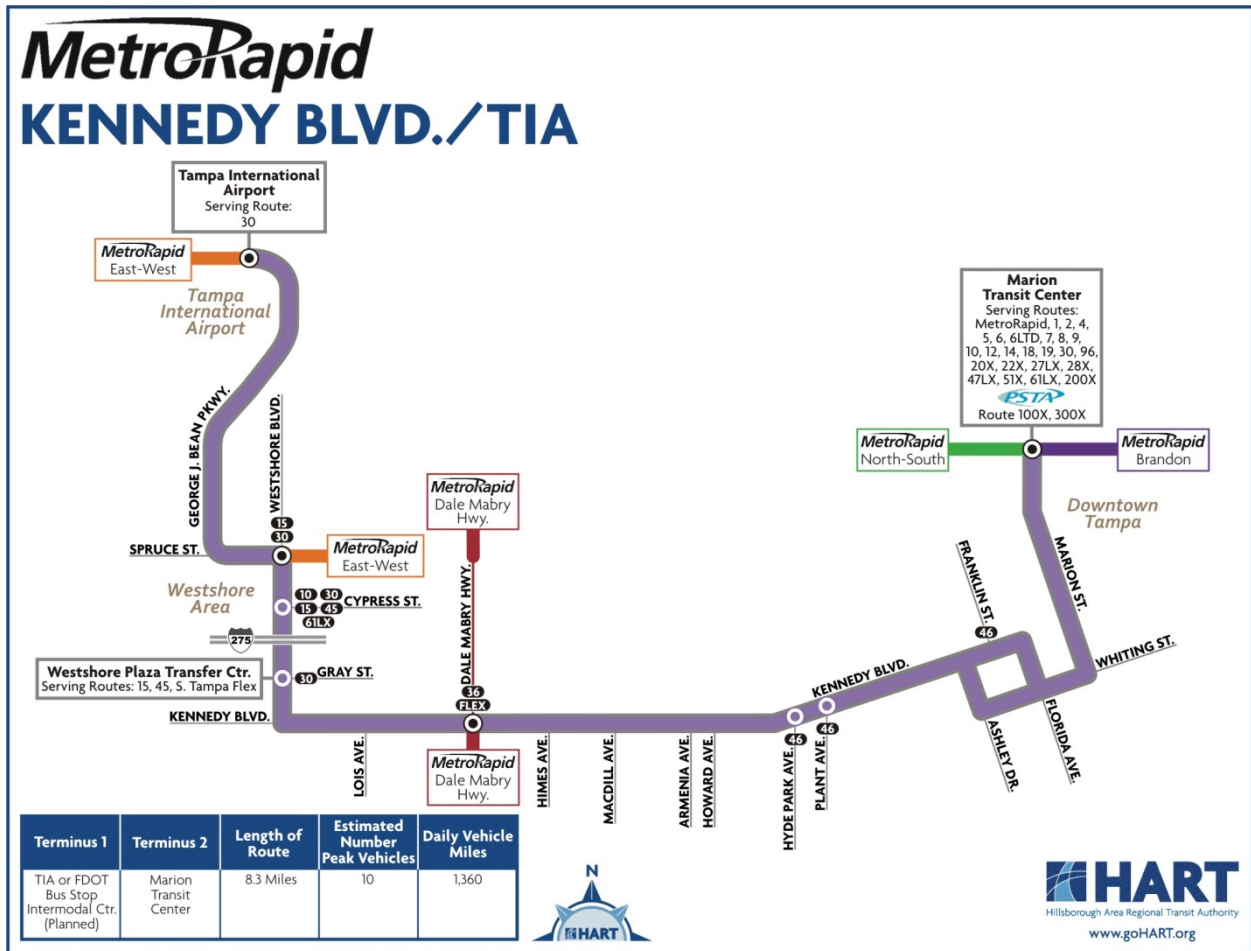 MetroRapid
KENNEDY BLVD./TIA
Tampa International
Airport
Serving Route:
30
MetroRapid
East-West
Tampa
International
Airport
GEORGE J. BEAN PKWY.
WESTSHORE BLVD.
15
30
SPRUCE ST.
MetroRapid
East-West
Westshore
Area
10 30
15 45
61LX
CYPRESS ST.
275
Westshore Plaza Transfer Ctr.
Serving Routes: 15, 45, S. Tampa Flex
30
GRAY ST.
KENNEDY BLVD.
LOIS AVE.
MetroRapid
Dale Mabry
Hwy.
DALE MABRY HWY.
36
FLEX
MetroRapid
Dale Mabry
Hwy.
HIMES AVE.
MACDILL AVE.
ARMENIA AVE.
HOWARD AVE.
HYDE PARK AVE.
46
PLANT AVE.
46
KENNEDY BLVD.
Marion
Transit Center
Serving Routes:
MetroRapid, 1, 2, 4,
5, 6, 6LTD, 7, 8, 9,
10, 12, 14, 18, 19, 30, 96,
20X, 22X, 27LX, 28X,
47LX, 51X, 61LX, 200X
PSTA
Route 100X, 300X
MetroRapid
North-South
MetroRapid
Brandon
Downtown
Tampa
FRANKLIN ST.
46
MARION ST.
WHITING ST.
FLORIDA AVE.
ASHLEY DR.
Terminus 1
Terminus 2
Length of
Route
Estimated
Number
Peak Vehicles
Daily Vehicle
Miles
TIA or FDOT
Bus Stop
Intermodal Ctr.
(Planned)
Marion
Transit
Center
8.3 Miles
10
1,360
N
HART
HART
Hillsborough Area Regional Transit Authority
www.goHART.org